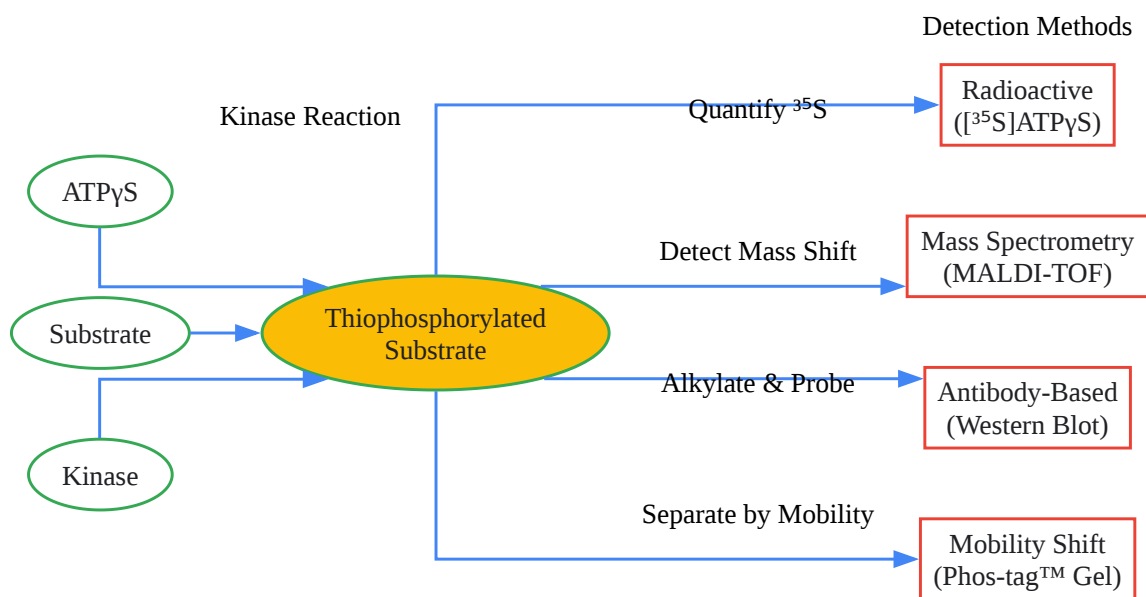 Detection Methods
Kinase Reaction
Quantify ³⁵S
Radioactive
([³⁵S]ATPγS)
ATPγS
Detect Mass Shift
Mass Spectrometry
(MALDI-TOF)
Substrate
Thiophosphorylated
Substrate
Alkylate & Probe
Antibody-Based
(Western Blot)
Kinase
Separate by Mobility
Mobility Shift
(Phos-tag™ Gel)